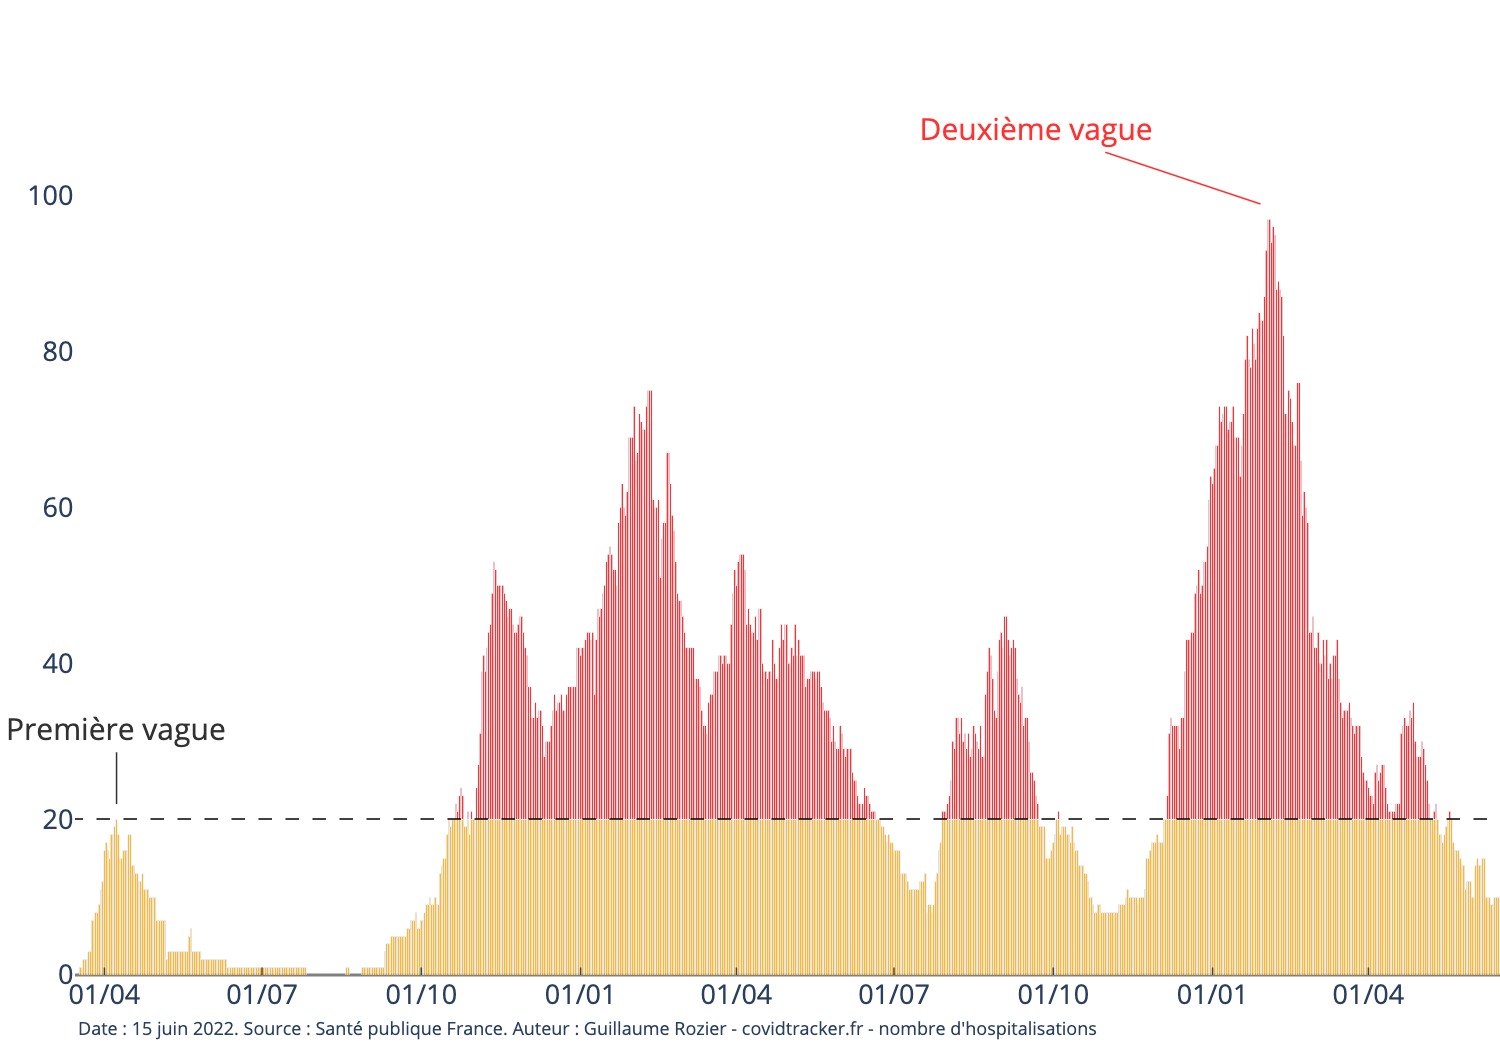 Deuxième vague
100
80
60
40
Première vague
20
0
01/04 01/07 01/10 01/01 01/04 01/07 01/10 01/01 01/04
Date : 15 juin 2022. Source : Santé publique France. Auteur : Guillaume Rozier - covidtracker.fr - nombre d'hospitalisations